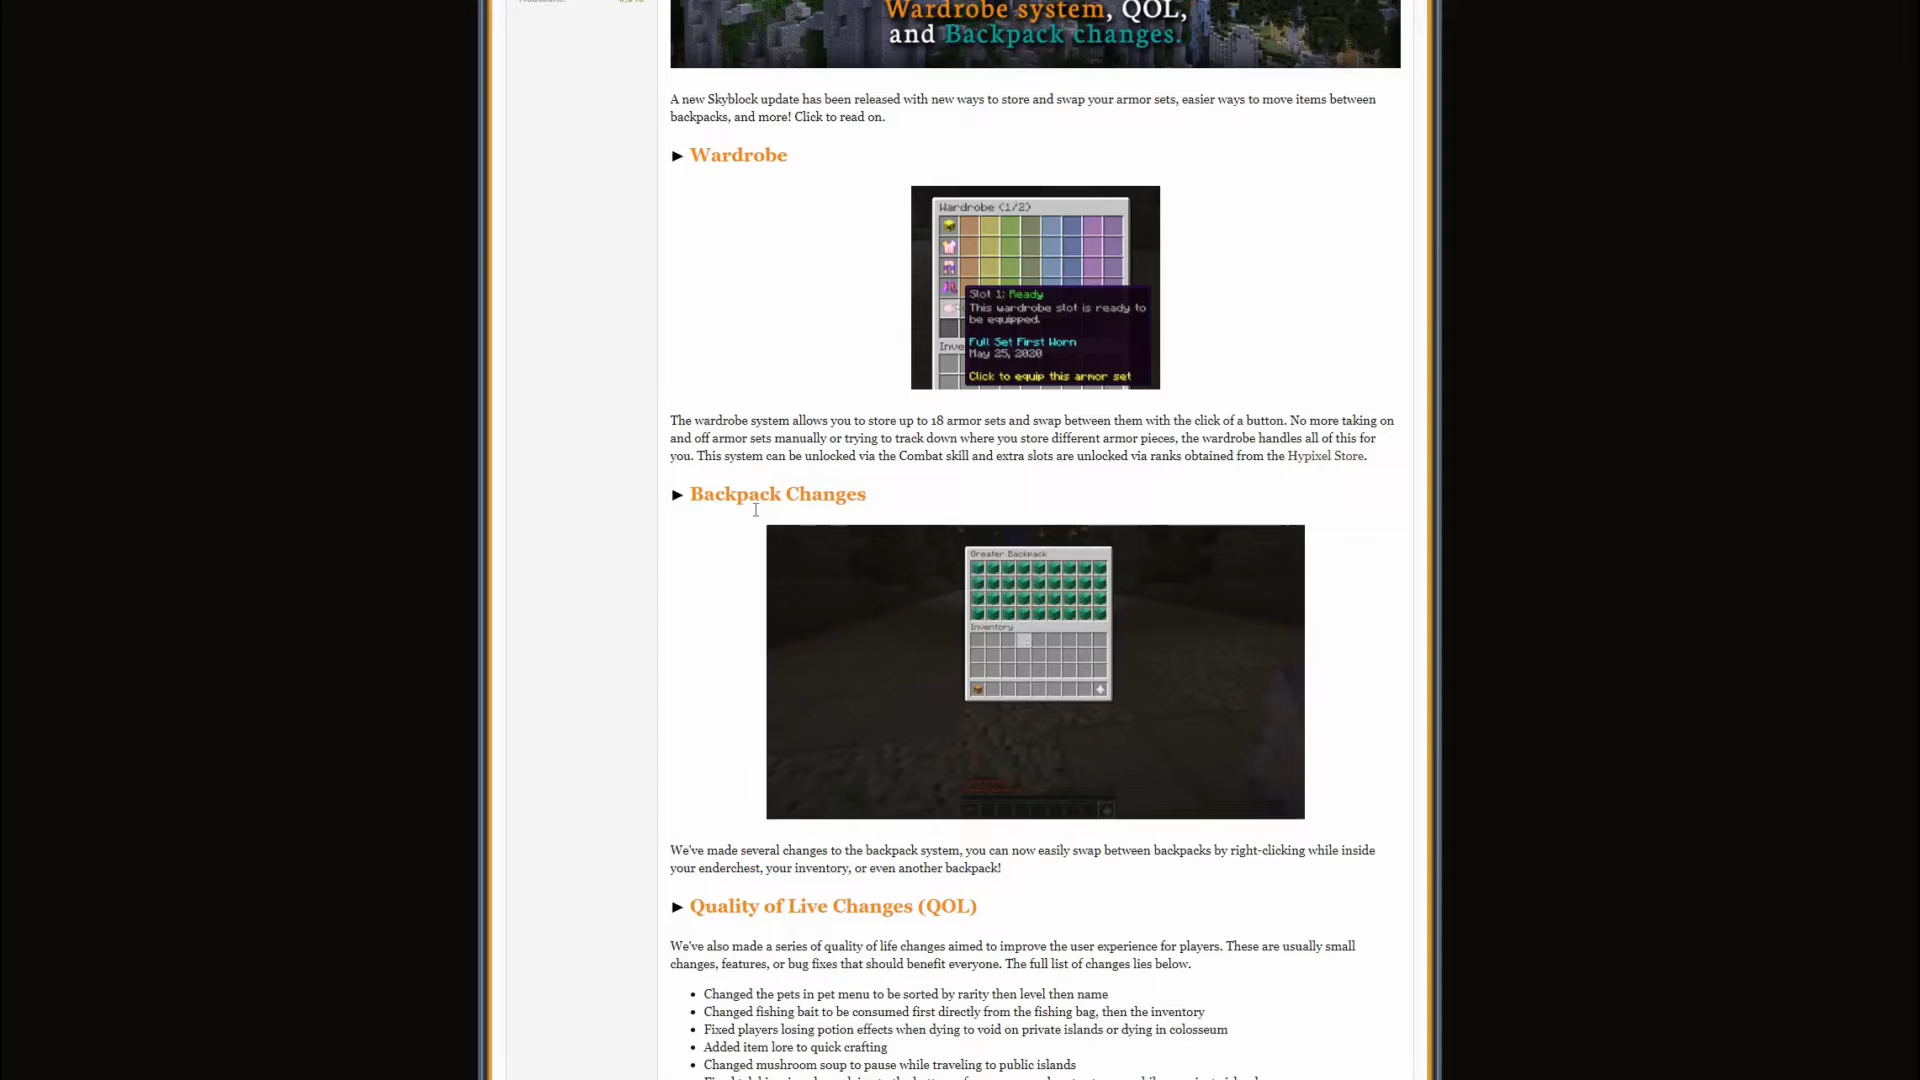 Wardrobe system, QOL,
and Backpack changes.
A new Skyblock update has been released with new ways to store and swap your armor sets, easier ways to move items between
backpacks, and more! Click to read on.
► Wardrobe
Wardrobe (1/2)
Slot 1: Ready
This wardrobe slot is ready to
be equipped.
Full Set First Worn
May 25, 2020
Click to equip this armor set
The wardrobe system allows you to store up to 18 armor sets and swap between them with the click of a button. No more taking on
and off armor sets manually or trying to track down where you store different armor pieces, the wardrobe handles all of this for
you. This system can be unlocked via the Combat skill and extra slots are unlocked via ranks obtained from the Hypixel Store.
► Backpack Changes
Greater Backpack
Inventory
We've made several changes to the backpack system, you can now easily swap between backpacks by right-clicking while inside
your enderchest, your inventory, or even another backpack!
► Quality of Live Changes (QOL)
We've also made a series of quality of life changes aimed to improve the user experience for players. These are usually small
changes, features, or bug fixes that should benefit everyone. The full list of changes lies below.
• Changed the pets in pet menu to be sorted by rarity then level then name
• Changed fishing bait to be consumed first directly from the fishing bag, then the inventory
• Fixed players losing potion effects when dying to void on private islands or dying in colosseum
• Added item lore to quick crafting
• Changed mushroom soup to pause while traveling to public islands